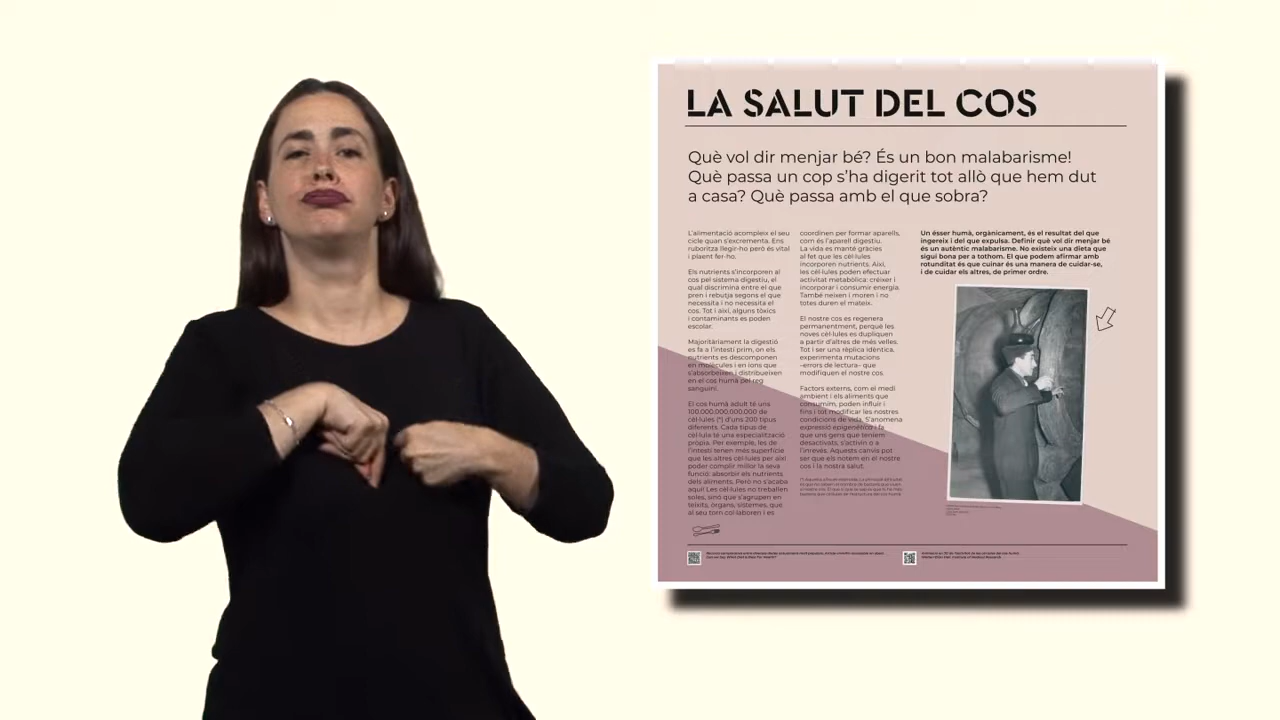 LA SALUT DEL COS
Què vol dir menjar bé? És un bon malabarisme!
Què passa un cop s'ha digerit tot allò que hem dut
a casa? Què passa amb el que sobra?
L'alimentació acompleix el seu
cicle quan s'excrementa. Ens
ruboritza llegir-ho però és vital
i plaent fer-ho.
Els nutrients s'incorporen al
cos pel sistema digestiu, el
qual discrimina entre el que
pren i rebutja segons el que
necessita i no necessita el
cos. Tot i així, alguns tòxics
i contaminants es poden
escolar.
Majoritàriament la digestió
es fa a l'intestí prim, on els
nutrients es descomponen
en molècules i en ions que
s'absorbeixen i distribueixen
en el cos humà pel reg
sanguini.
El cos humà adult té uns
100.000.000.000.000 de
cèl·lules (*) d'uns 200 tipus
diferents. Cada tipus de
cèl·lula té una especialització
pròpia. Per exemple, les de
l'intestí tenen més superfície
que les altres cèl·lules per així
poder complir millor la seva
funció: absorbir els nutrients
dels aliments. Però no s'acaba
aquí! Les cèl·lules no treballen
soles, sinó que s'agrupen en
teixits, òrgans, sistemes, que
al seu torn col·laboren i es
coordinen per formar aparells,
com és l'aparell digestiu.
La vida es manté gràcies
al fet que les cèl·lules
incorporen nutrients. Així,
les cèl·lules poden efectuar
activitat metabòlica: créixer i
incorporar i consumir energia.
També neixen i moren i no
totes duren el mateix.
El nostre cos es regenera
permanentment, perquè les
noves cèl·lules es dupliquen
a partir d'altres de més velles.
Tot i ser una rèplica idèntica,
experimenta mutacions
-errors de lectura- que
modifiquen el nostre cos.
Factors externs, com el medi
ambient i els aliments que
consumim, poden influir i
fins i tot modificar les nostres
condicions de vida. S'anomena
expressió epigenètica i fa
que uns gens que teníem
desactivats, s'activin o a
l'inrevés. Aquests canvis pot
ser que els notem en el nostre
cos i la nostra salut.
Un ésser humà, orgànicament, és el resultat del que
ingereix i del que expulsa. Definir què vol dir menjar bé
és un autèntic malabarisme. No existeix una dieta que
sigui bona per a tothom. El que podem afirmar amb
rotunditat és que cuinar és una manera de cuidar-se,
i de cuidar els altres, de primer ordre.